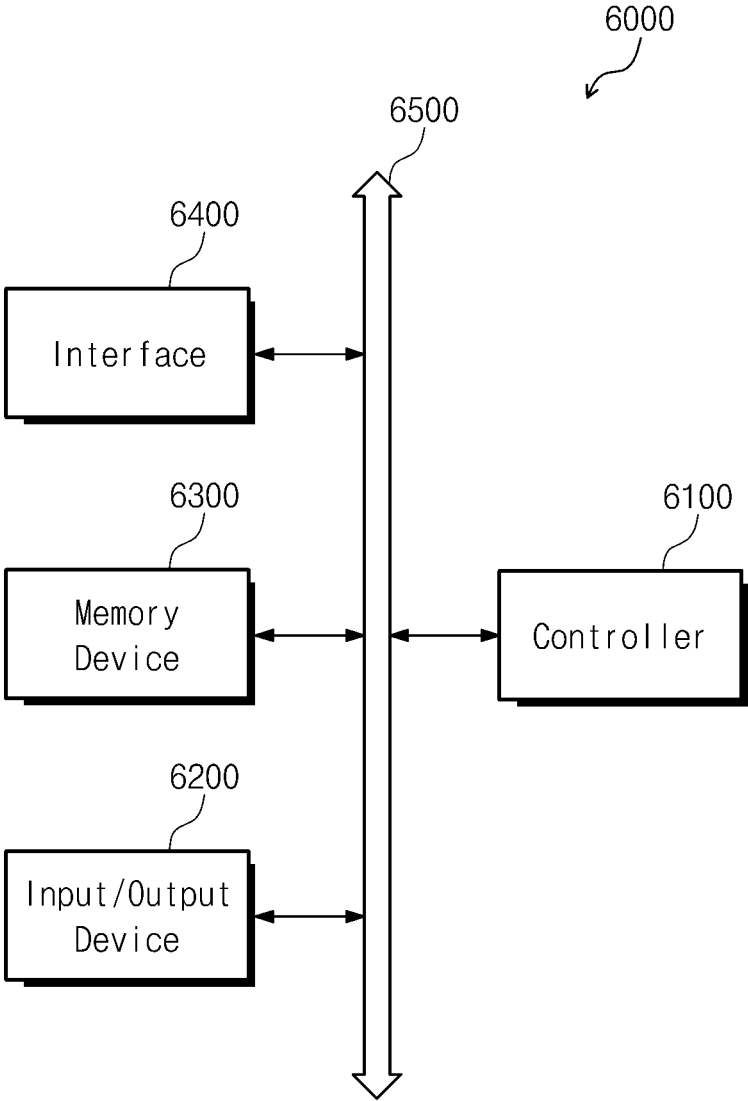 6000
6500
6400
Interface
6300
6100
Memory
Device
Controller
6200
Input/Output
Device